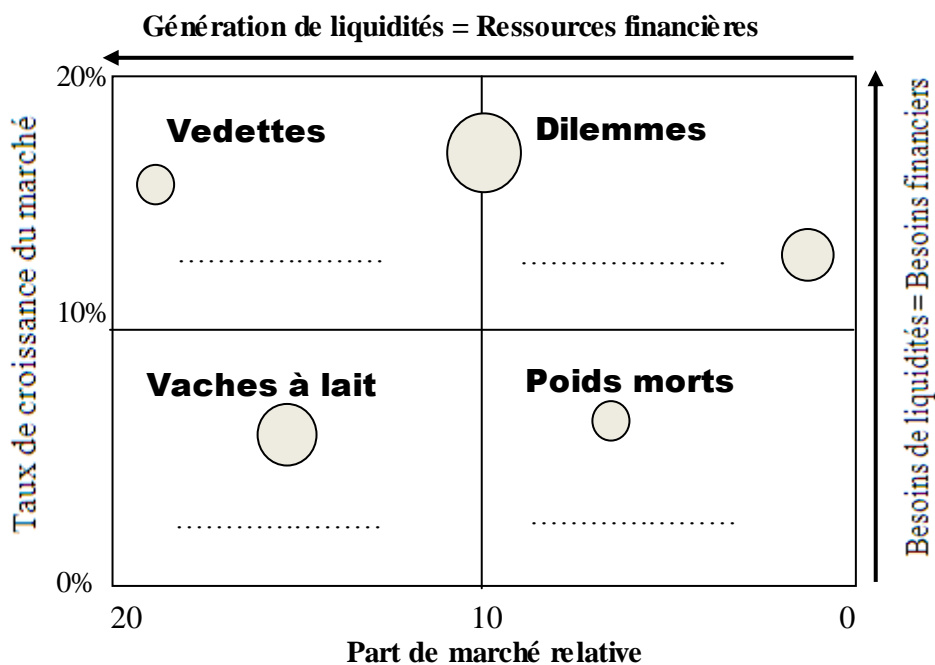 Génération de liquidités = Ressources financières
20%
Vedettes
Dilemmes
Taux de croissance du marché
Besoins de liquidités = Besoins financiers
10%
Vaches à lait
Poids morts
0%
20
10
0
Part de marché relative